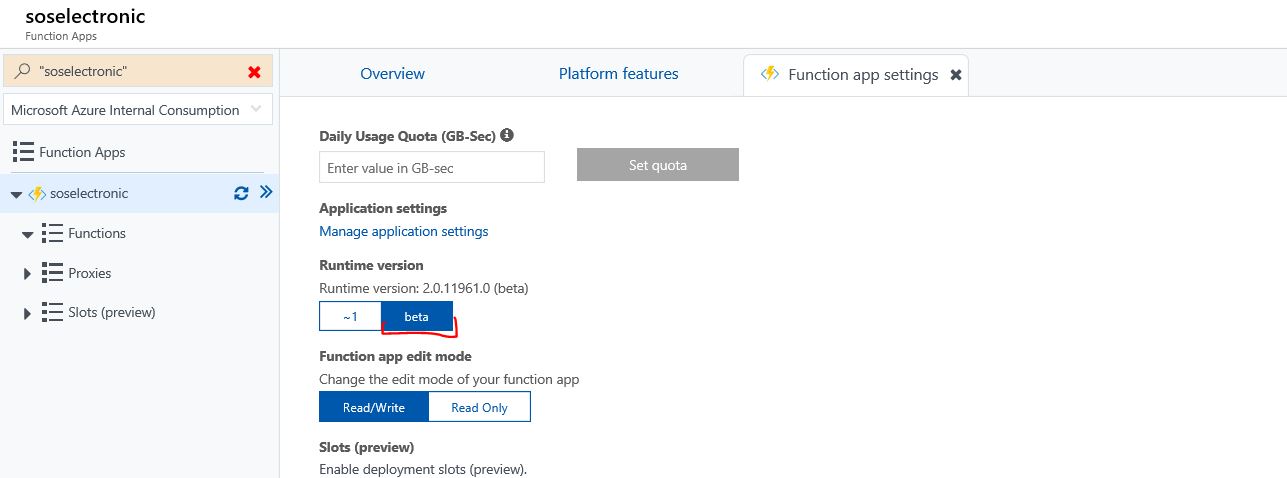 soselectronic
Function Apps
"soselectronic"
Microsoft Azure Internal Consumption
Function Apps
soselectronic
Functions
Proxies
Slots (preview)
Overview
Platform features
Function app settings
Daily Usage Quota (GB-Sec)
Enter value in GB-sec
Set quota
Application settings
Manage application settings
Runtime version
Runtime version: 2.0.11961.0 (beta)
~1
beta
Function app edit mode
Change the edit mode of your function app
Read/Write
Read Only
Slots (preview)
Enable deployment slots (preview).